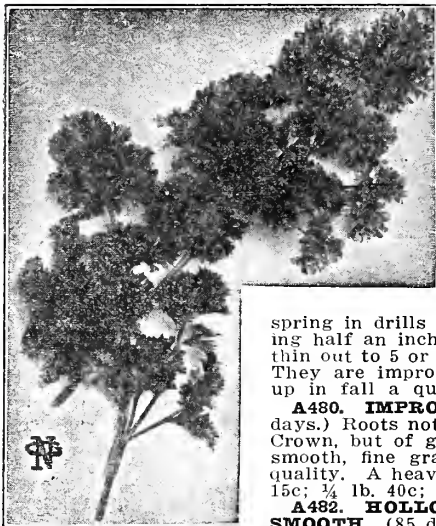 spring in drills
ing half an inch
thin out to 5 or
They are impro
up in fall a qu
A480. IMPRO
days.) Roots not
Crown, but of g
smooth, fine gra
quality. A heav
15c; ¼ lb. 40c;
A482. HOLLO
SMOOTH. (85 d